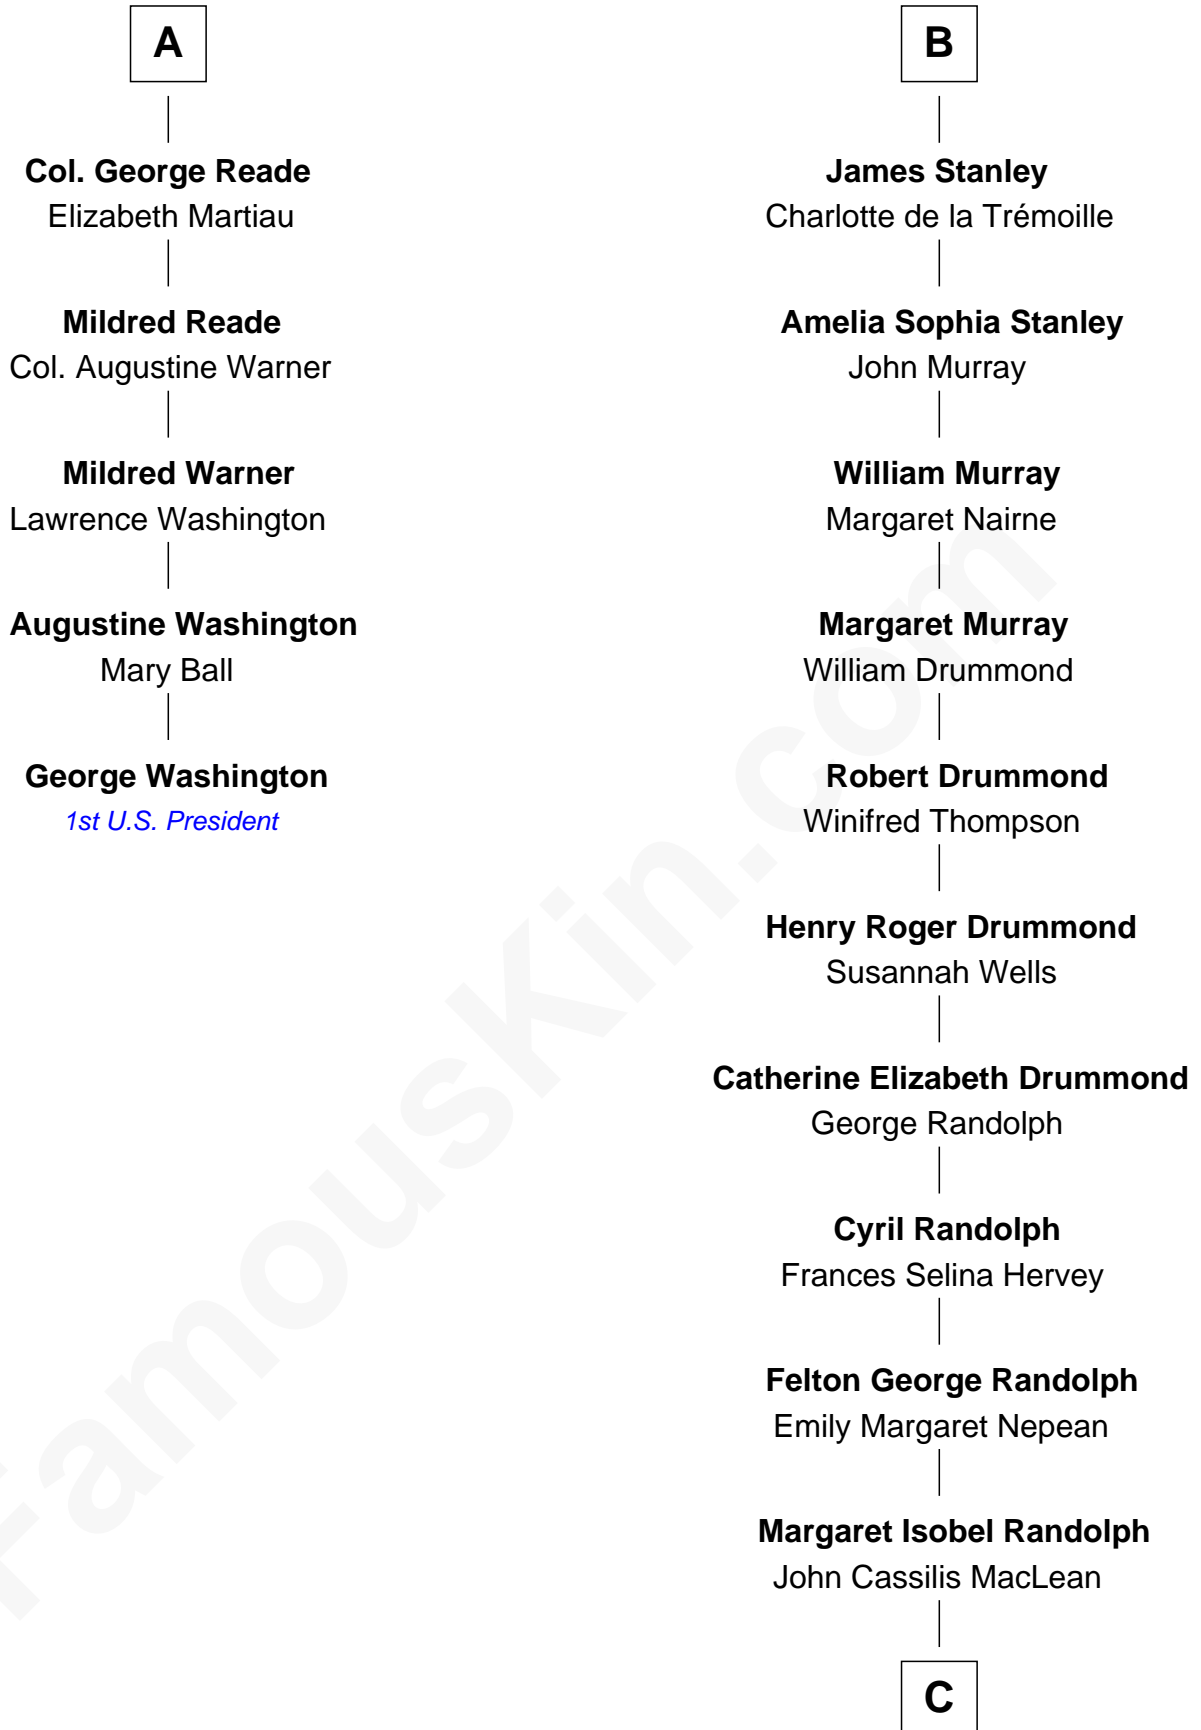 A
Col. George Reade
Elizabeth Martiau
Mildred Reade
Col. Augustine Warner
Mildred Warner
Lawrence Washington
Augustine Washington
Mary Ball
George Washington
1st U.S. President
B
James Stanley
Charlotte de la Trémoille
Amelia Sophia Stanley
John Murray
William Murray
Margaret Nairne
Margaret Murray
William Drummond
Robert Drummond
Winifred Thompson
Henry Roger Drummond
Susannah Wells
Catherine Elizabeth Drummond
George Randolph
Cyril Randolph
Frances Selina Hervey
Felton George Randolph
Emily Margaret Nepean
Margaret Isobel Randolph
John Cassilis MacLean
C
FamousKin.com